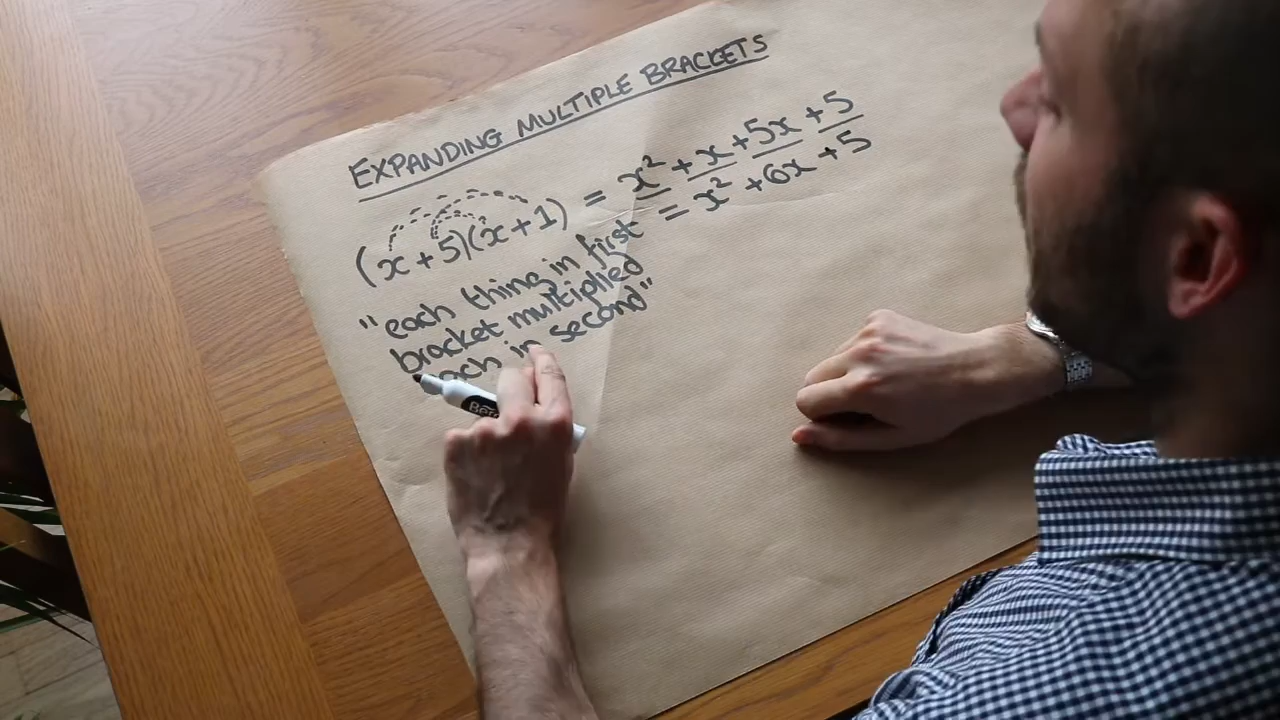 EXPANDING MULTIPLE BRACKETS
(x+5)(x+1) = x² + x + 5x + 5
= x² + 6x + 5
"each thing in first
bracket multiplied
each in second"